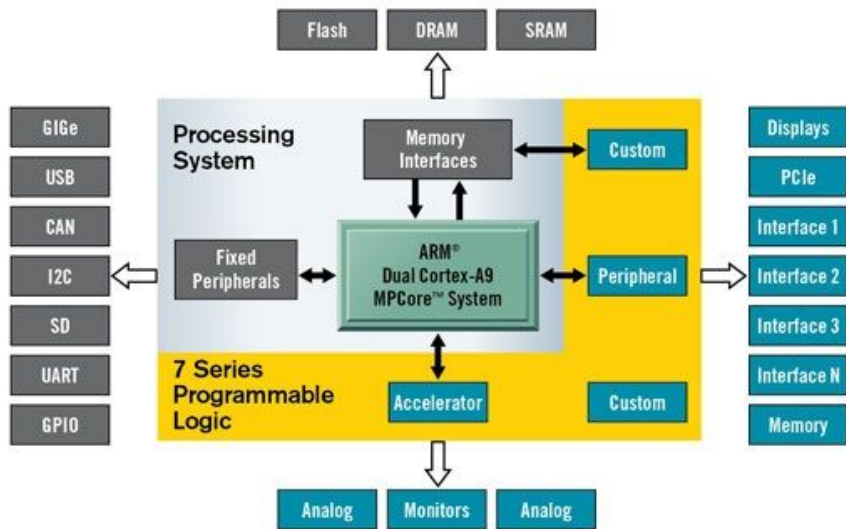 Flash
DRAM
SRAM
GIGe
USB
CAN
I2C
SD
UART
GPIO
Processing
System
Memory
Interfaces
Custom
Fixed
Peripherals
ARM®
Dual Cortex-A9
MPCore™ System
Peripheral
7 Series
Programmable
Logic
Accelerator
Custom
Displays
PCIe
Interface 1
Interface 2
Interface 3
Interface N
Memory
Analog
Monitors
Analog